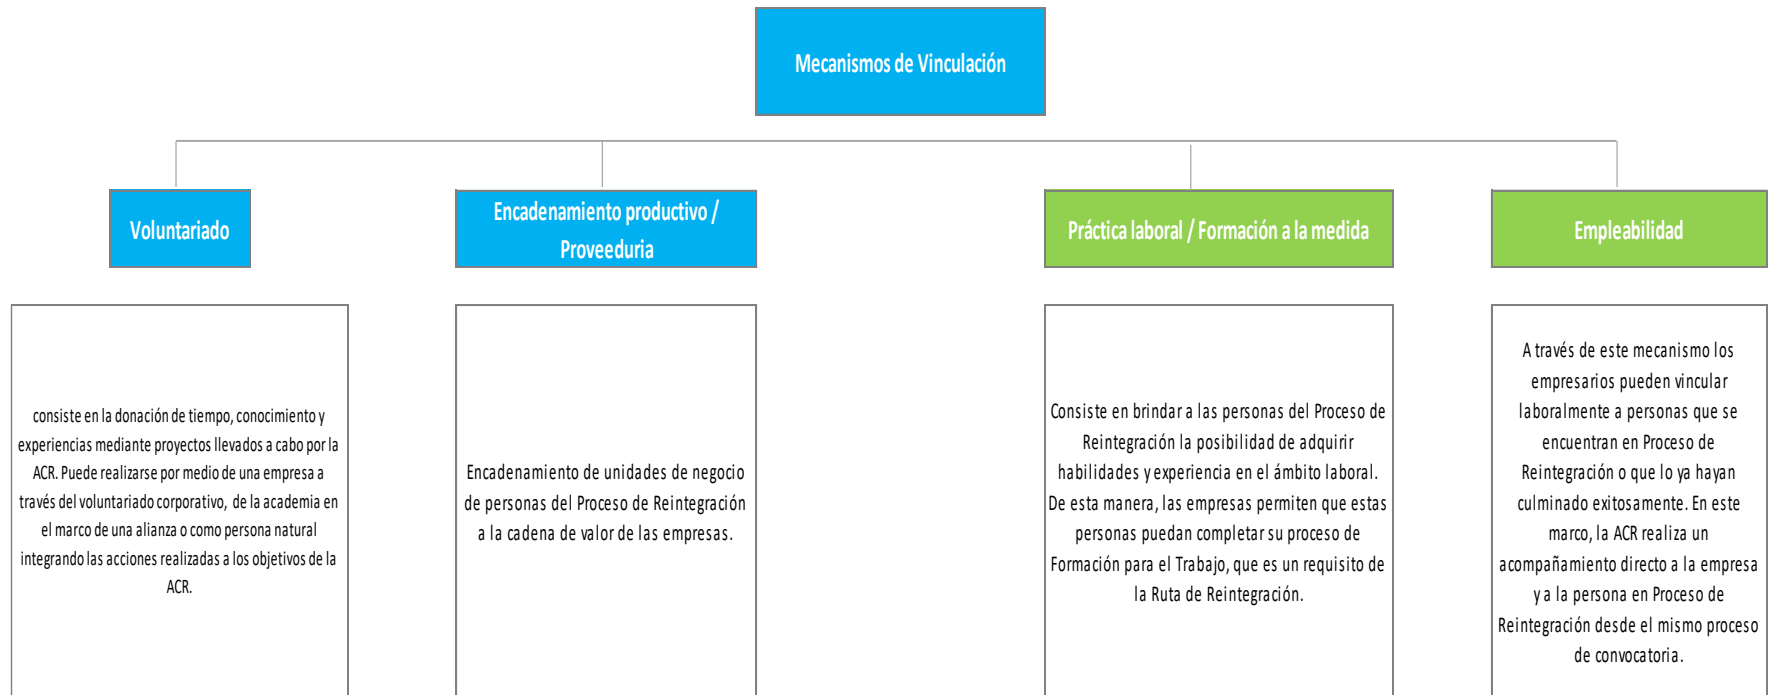 Mecanismos de Vinculación
Voluntariado
Encadenamiento productivo /
Proveeduria
Práctica laboral / Formación a la medida
Empleabilidad
consiste en la donación de tiempo, conocimiento y
experiencias mediante proyectos llevados a cabo por la
ACR. Puede realizarse por medio de una empresa a
través del voluntariado corporativo, de la academia en
el marco de una alianza o como persona natural
integrando las acciones realizadas a los objetivos de la
ACR.
Encadenamiento de unidades de negocio
de personas del Proceso de Reintegración
a la cadena de valor de las empresas.
Consiste en brindar a las personas del Proceso de
Reintegración la posibilidad de adquirir
habilidades y experiencia en el ámbito laboral.
De esta manera, las empresas permiten que estas
personas puedan completar su proceso de
Formación para el Trabajo, que es un requisito de
la Ruta de Reintegración.
A través de este mecanismo los
empresarios pueden vincular
laboralmente a personas que se
encuentran en Proceso de
Reintegración o que lo ya hayan
culminado exitosamente. En este
marco, la ACR realiza un
acompañamiento directo a la empresa
y a la persona en Proceso de
Reintegración desde el mismo proceso
de convocatoria.